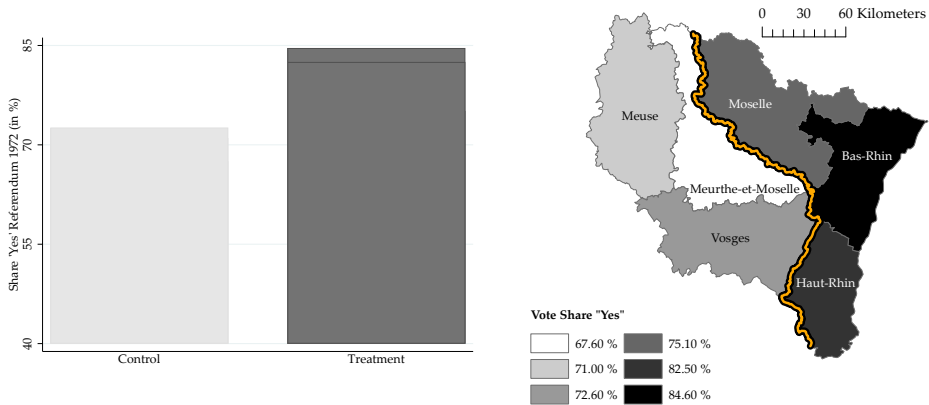 Share 'Yes' Referendum 1972 (in %)
85
70
55
40
Control
Treatment
0 30 60 Kilometers
Meuse
Moselle
Bas-Rhin
Meurthe-et-Moselle
Vosges
Haut-Rhin
Vote Share "Yes"
67.60 % 75.10 %
71.00 % 82.50 %
72.60 % 84.60 %